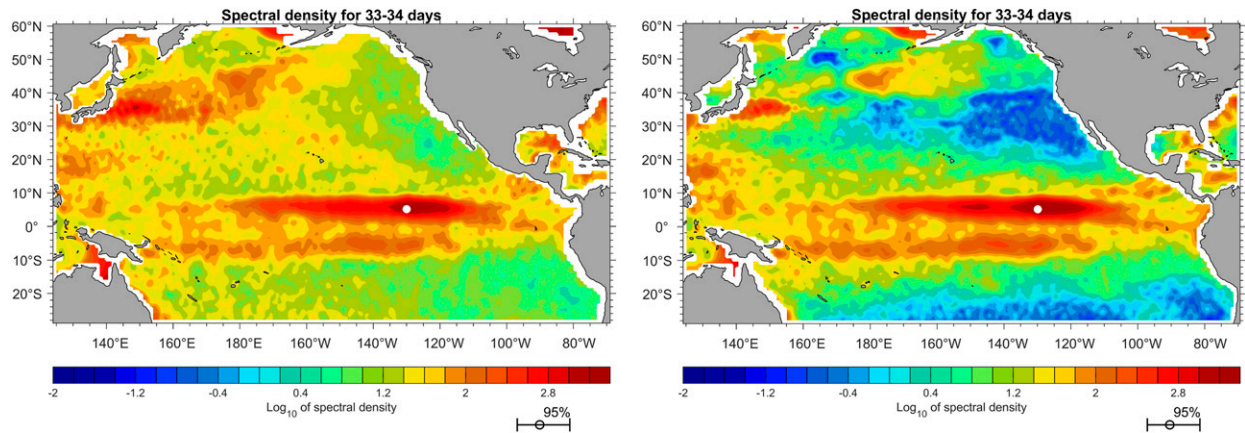 Spectral density for 33-34 days
60°N
50°N
40°N
30°N
20°N
10°N
0°
10°S
20°S
140°E 160°E 180°W 160°W 140°W 120°W 100°W 80°W
-2 -1.2 -0.4 0.4 1.2 2 2.8
Log10 of spectral density
95%
Spectral density for 33-34 days
60°N
50°N
40°N
30°N
20°N
10°N
0°
10°S
20°S
140°E 160°E 180°W 160°W 140°W 120°W 100°W 80°W
-2 -1.2 -0.4 0.4 1.2 2 2.8
Log10 of spectral density
95%